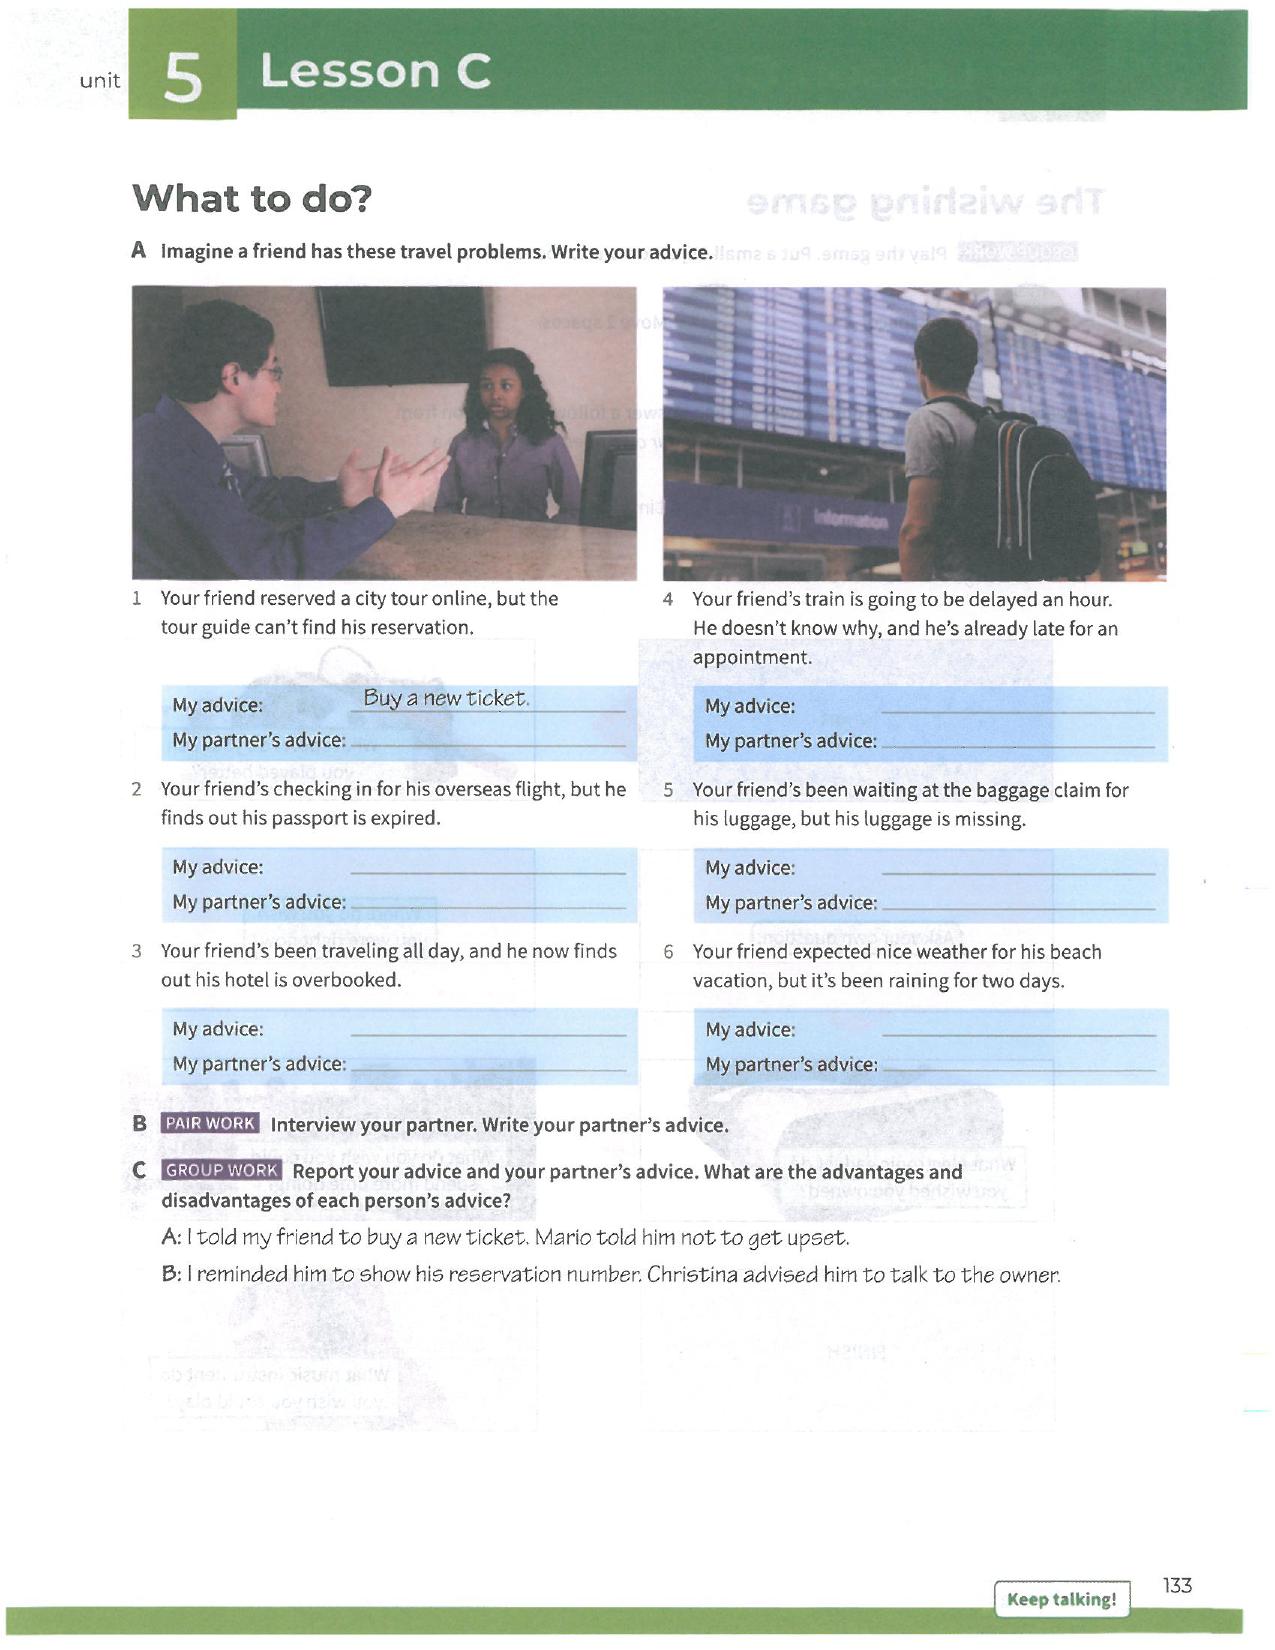 unit 5 Lesson C
What to do?
A Imagine a friend has these travel problems. Write your advice.
Information
1 Your friend reserved a city tour online, but the
tour guide can't find his reservation.
My advice: Buy a new ticket.
My partner's advice:
2 Your friend's checking in for his overseas flight, but he
finds out his passport is expired.
My advice:
My partner's advice:
3 Your friend's been traveling all day, and he now finds
out his hotel is overbooked.
My advice:
My partner's advice:
4 Your friend's train is going to be delayed an hour.
He doesn't know why, and he's already late for an
appointment.
My advice:
My partner's advice:
5 Your friend's been waiting at the baggage claim for
his luggage, but his luggage is missing.
My advice:
My partner's advice:
6 Your friend expected nice weather for his beach
vacation, but it's been raining for two days.
My advice:
My partner's advice:
B PAIR WORK Interview your partner. Write your partner's advice.
C GROUP WORK Report your advice and your partner's advice. What are the advantages and
disadvantages of each person's advice?
A: I told my friend to buy a new ticket. Mario told him not to get upset.
B: I reminded him to show his reservation number. Christina advised him to talk to the owner.
Keep talking!
133